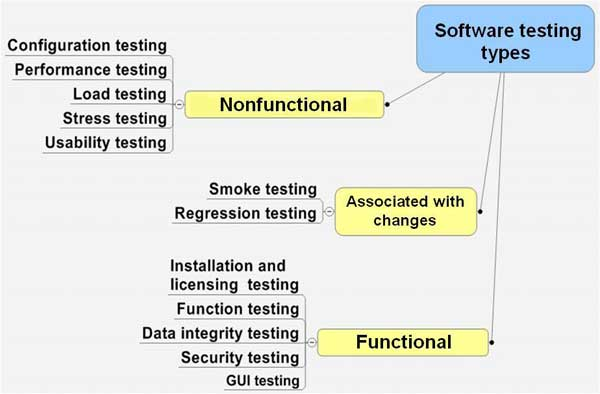 Software testing
types
Configuration testing
Performance testing
Load testing
Stress testing
Usability testing
Nonfunctional
Smoke testing
Regression testing
Associated with
changes
Installation and
licensing testing
Function testing
Data integrity testing
Security testing
GUI testing
Functional